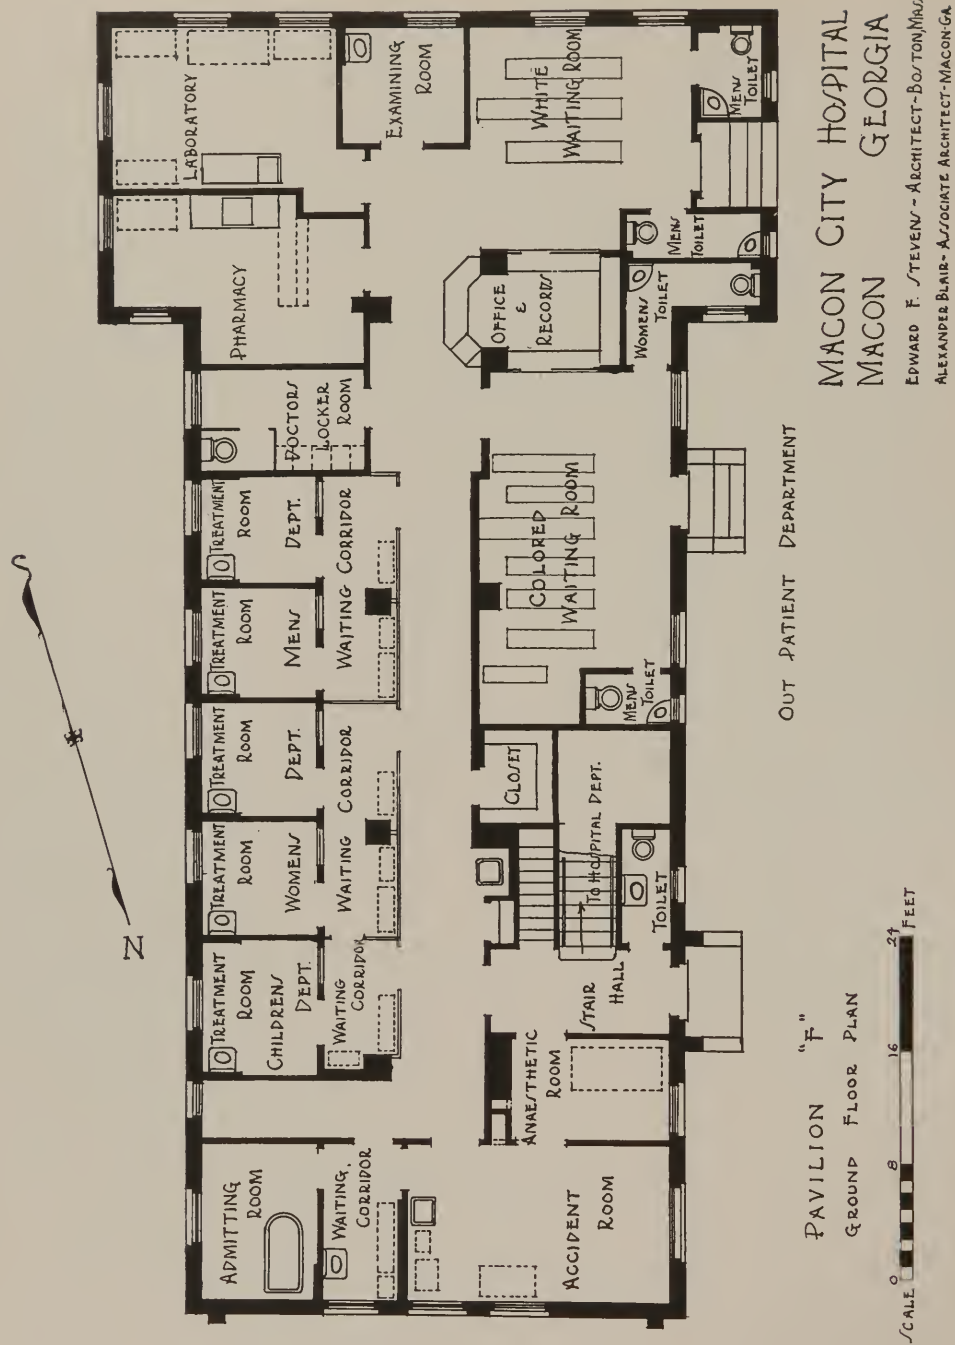 MACON CITY HOSPITAL
MACON GEORGIA
EDWARD F. STEVENS - ARCHITECT - BOSTON, MASS
ALEXANDER BLAIR - ASSOCIATE ARCHITECT - MACON - GA
OUT PATIENT DEPARTMENT
PAVILION "F"
GROUND FLOOR PLAN
SCALE 0 8 16 24 FEET
N
S
ADMITTING ROOM
WAITING
CORRIDOR
ACCIDENT
ROOM
ANAESTHETIC
ROOM
STAIR
HALL
TOILET
TO HOSPITAL DEPT.
CLOSET
TREATMENT
ROOM
CHILDRENS
DEPT.
WAITING
CORRIDOR
TREATMENT
ROOM
WOMENS
TREATMENT
ROOM
DEPT.
WAITING CORRIDOR
TREATMENT
ROOM
MENS
TREATMENT
ROOM
DEPT.
WAITING CORRIDOR
DOCTORS
LOCKER
ROOM
COLORED
WAITING ROOM
MENS
TOILET
PHARMACY
LABORATORY
EXAMINING
ROOM
OFFICE
&
RECORDS
WOMENS
TOILET
MENS
TOILET
WHITE
WAITING ROOM
MENS
TOILET